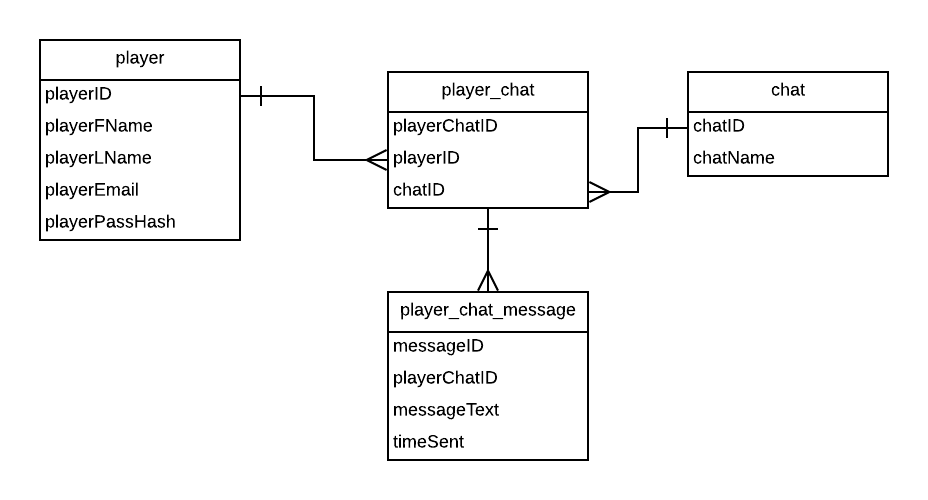 player
playerID
playerFName
playerLName
playerEmail
playerPassHash
player_chat
playerChatID
playerID
chatID
chat
chatID
chatName
player_chat_message
messageID
playerChatID
messageText
timeSent